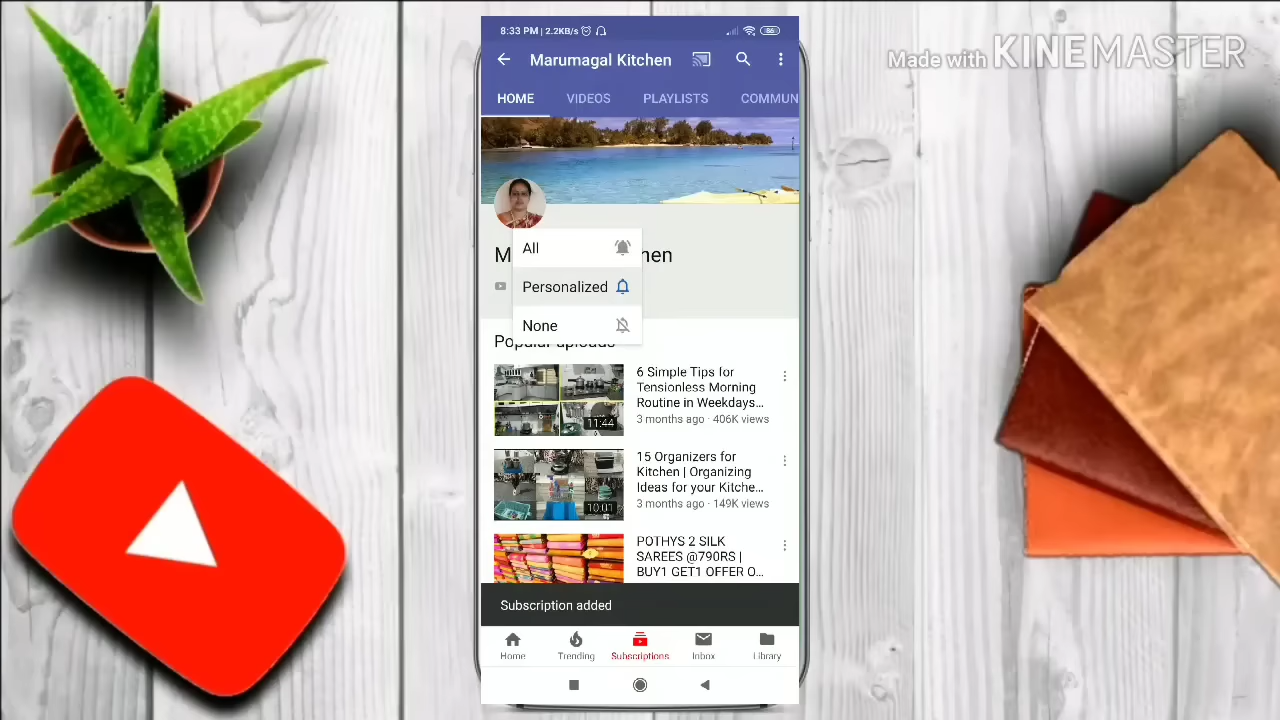 8:33 PM | 2.2KB/s
86
Made with KINEMASTER
Marumagal Kitchen
HOME
VIDEOS
PLAYLISTS
COMMUN
All
M
hen
Personalized
None
Popular uploads
6 Simple Tips for
Tensionless Morning
Routine in Weekdays...
3 months ago · 406K views
11:44
15 Organizers for
Kitchen | Organizing
Ideas for your Kitche...
3 months ago · 149K views
10:01
POTHYS 2 SILK
SAREES @790RS |
BUY1 GET1 OFFER O...
Subscription added
Home
Trending
Subscriptions
Inbox
Library